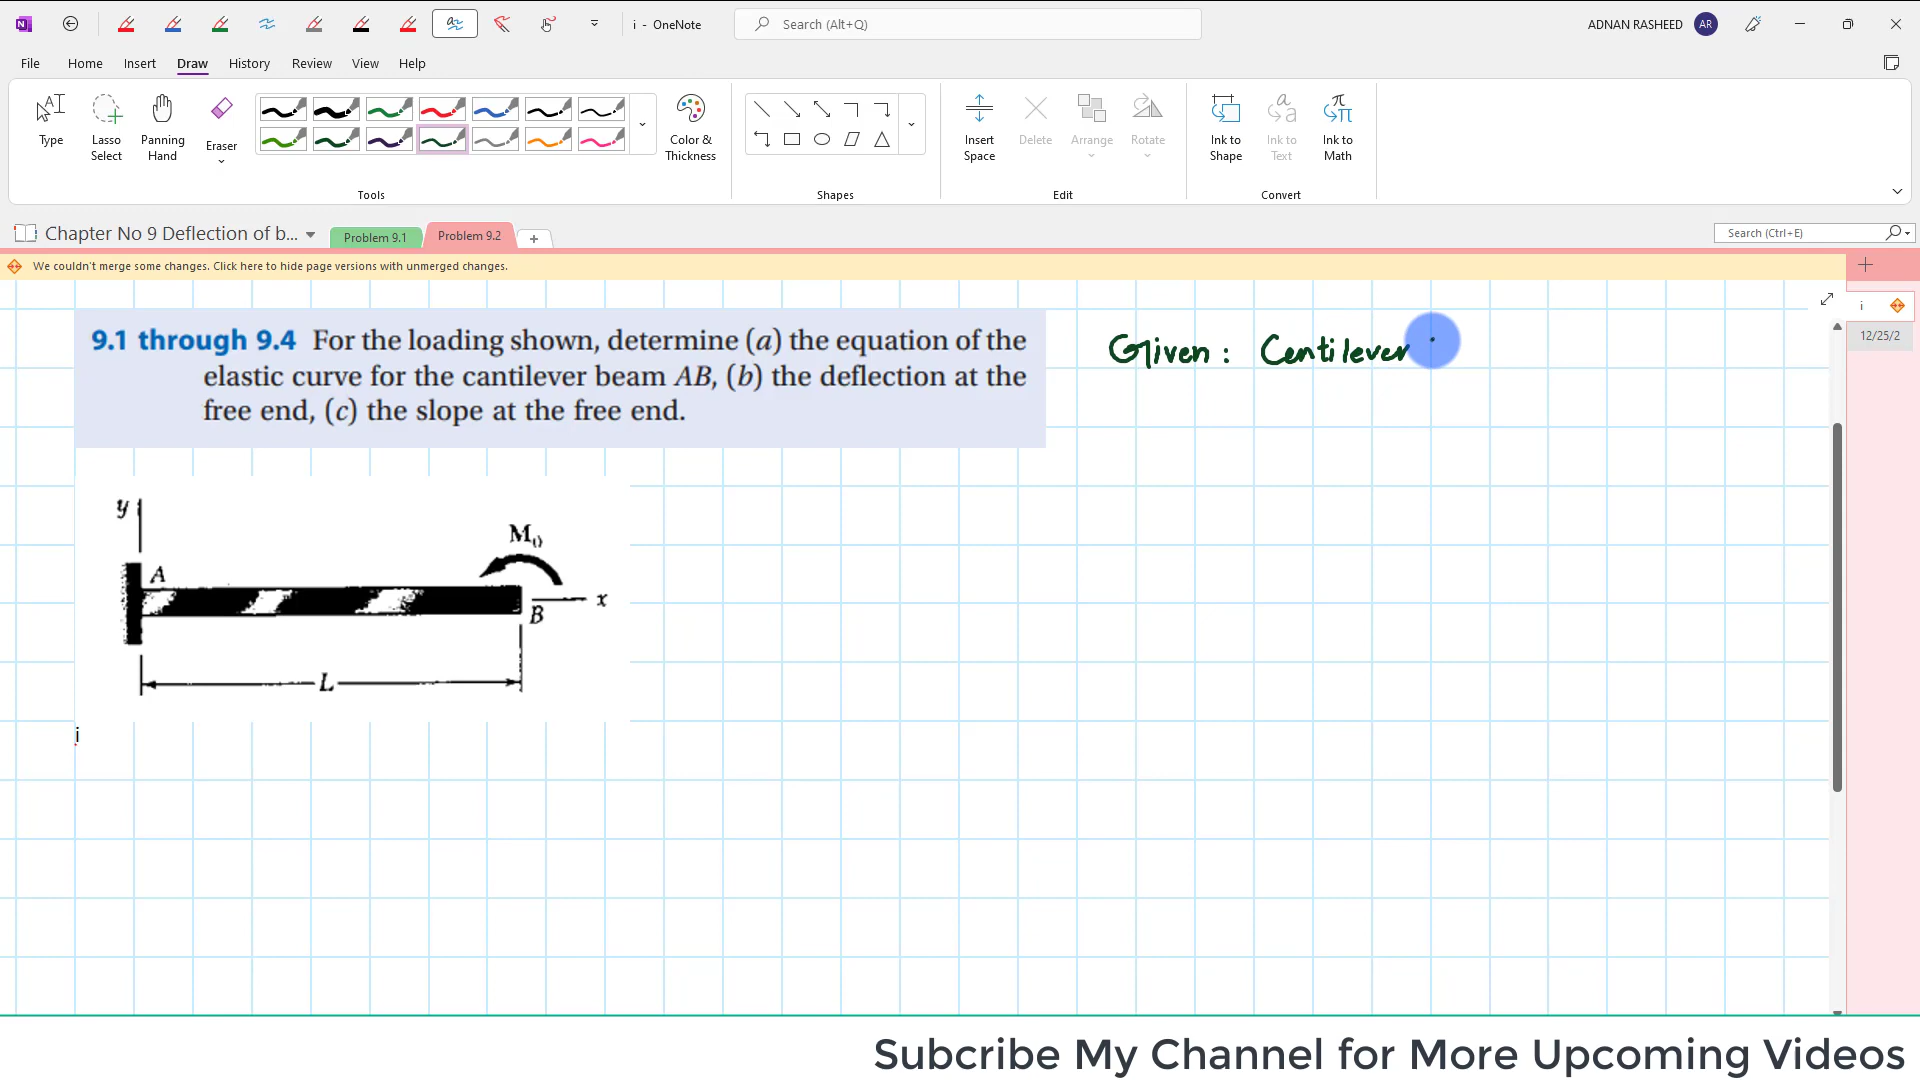 i - OneNote
Search (Alt+Q)
ADNAN RASHEED
AR
File Home Insert Draw History Review View Help
Type
Lasso Select
Panning Hand
Eraser
Color & Thickness
Insert Space
Delete
Arrange
Rotate
Ink to Shape
Ink to Text
Ink to Math
Tools
Shapes
Edit
Convert
Chapter No 9 Deflection of b...
Problem 9.1
Problem 9.2
Search (Ctrl+E)
We couldn't merge some changes. Click here to hide page versions with unmerged changes.
i
12/25/2
9.1 through 9.4 For the loading shown, determine (a) the equation of the
elastic curve for the cantilever beam AB, (b) the deflection at the
free end, (c) the slope at the free end.
Given : Centilever
y
M₀
A
x
B
L
i
Subcribe My Channel for More Upcoming Videos